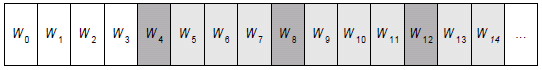 W₀ W₁ W₂ W₃ W₄ W₅ W₆ W₇ W₈ W₉ W₁₀ W₁₁ W₁₂ W₁₃ W₁₄ ...